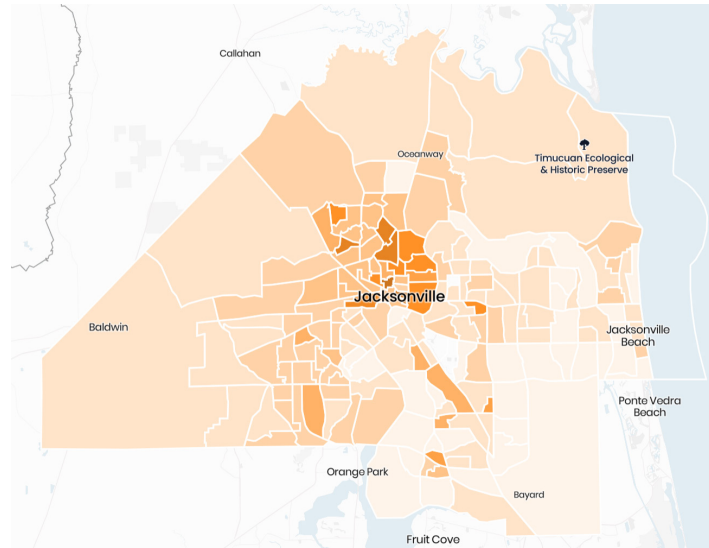 Callahan
Oceanway
Timucuan Ecological
& Historic Preserve
Jacksonville
Baldwin
Jacksonville
Beach
Ponte Vedra
Beach
Orange Park
Bayard
Fruit Cove